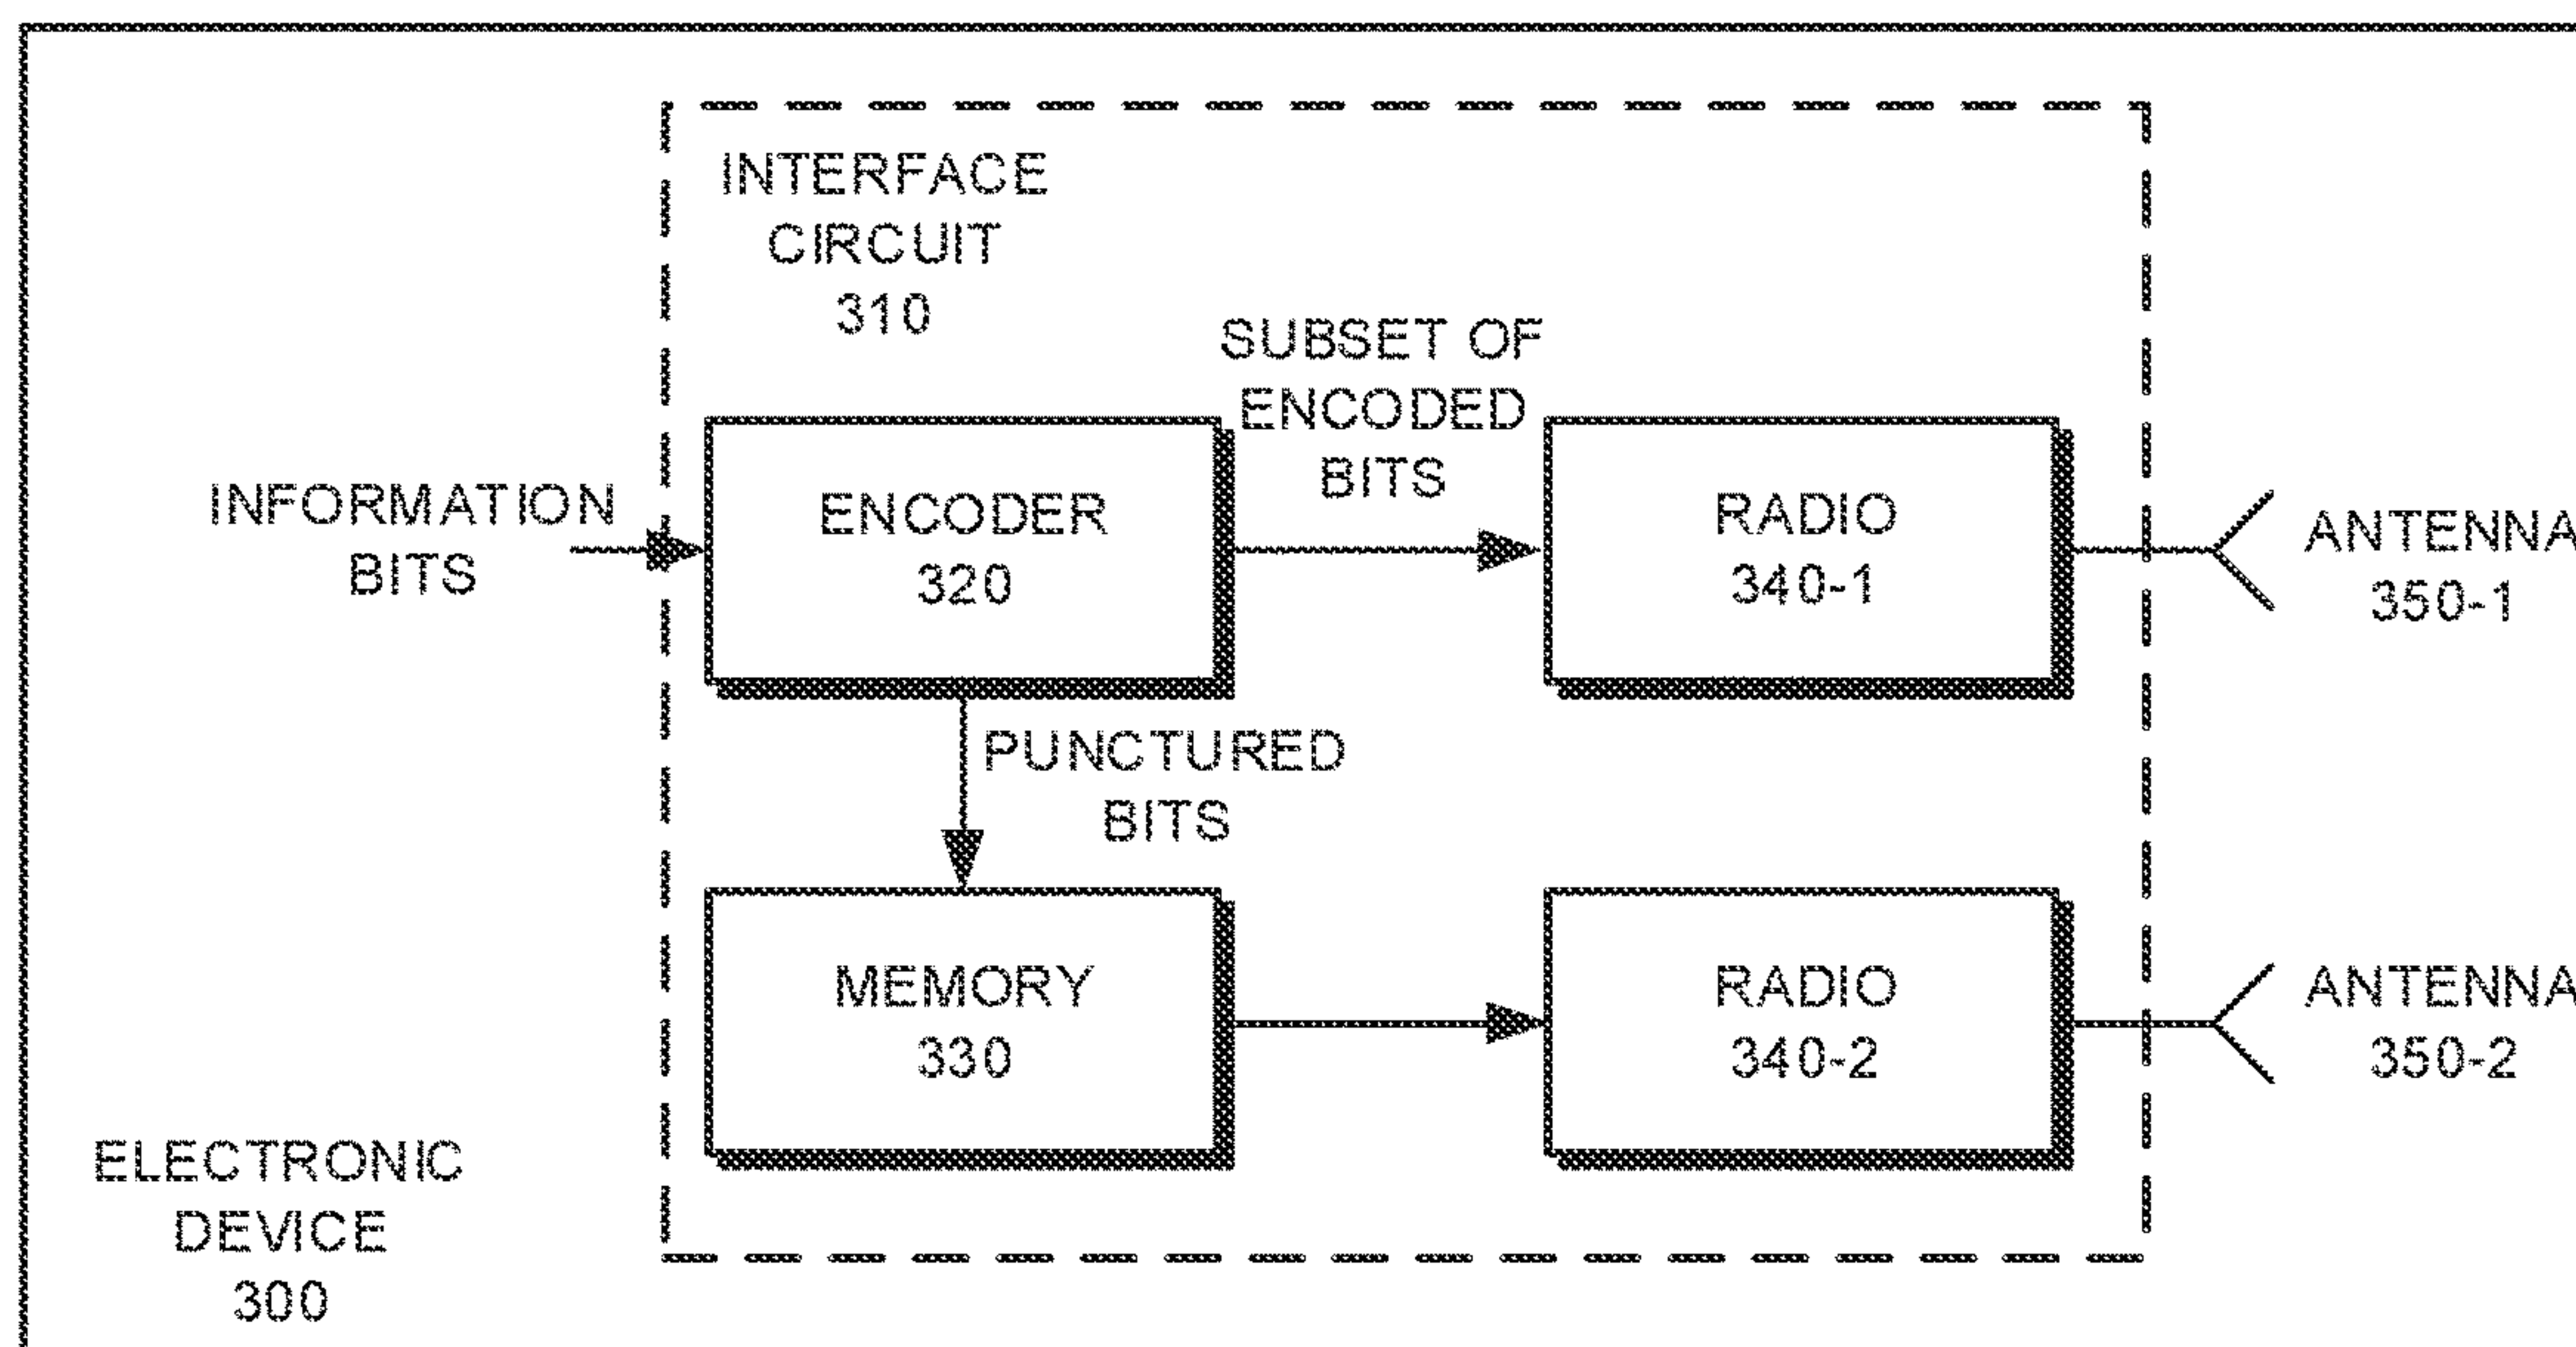 INTERFACE
CIRCUIT
310
SUBSET OF
ENCODED
BITS
INFORMATION
BITS
ENCODER
320
RADIO
340-1
ANTENNA
350-1
PUNCTURED
BITS
MEMORY
330
RADIO
340-2
ANTENNA
350-2
ELECTRONIC
DEVICE
300